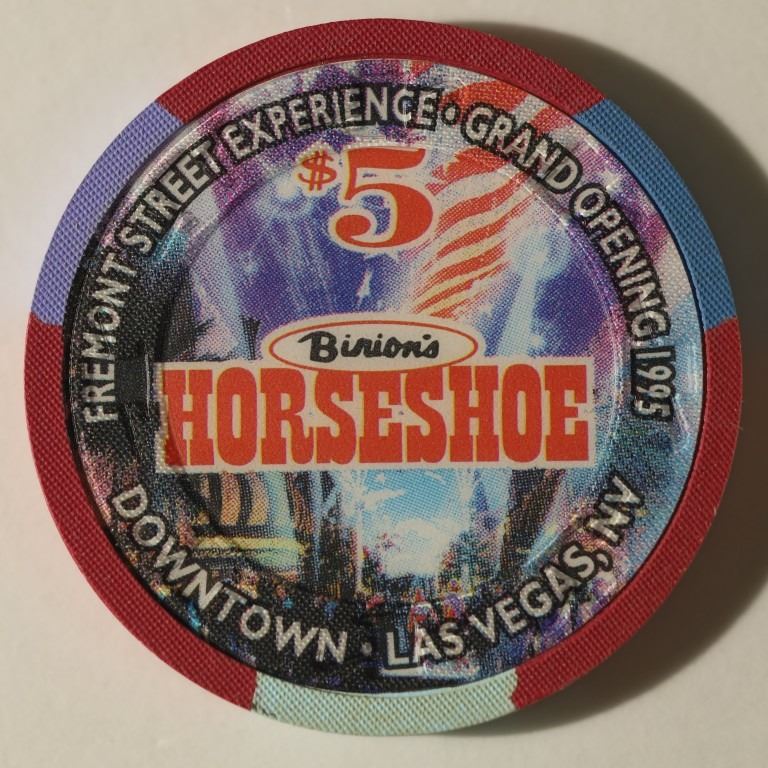 FREMONT STREET EXPERIENCE • GRAND OPENING 1995
$5
Binion's
HORSESHOE
DOWNTOWN • LAS VEGAS, NV